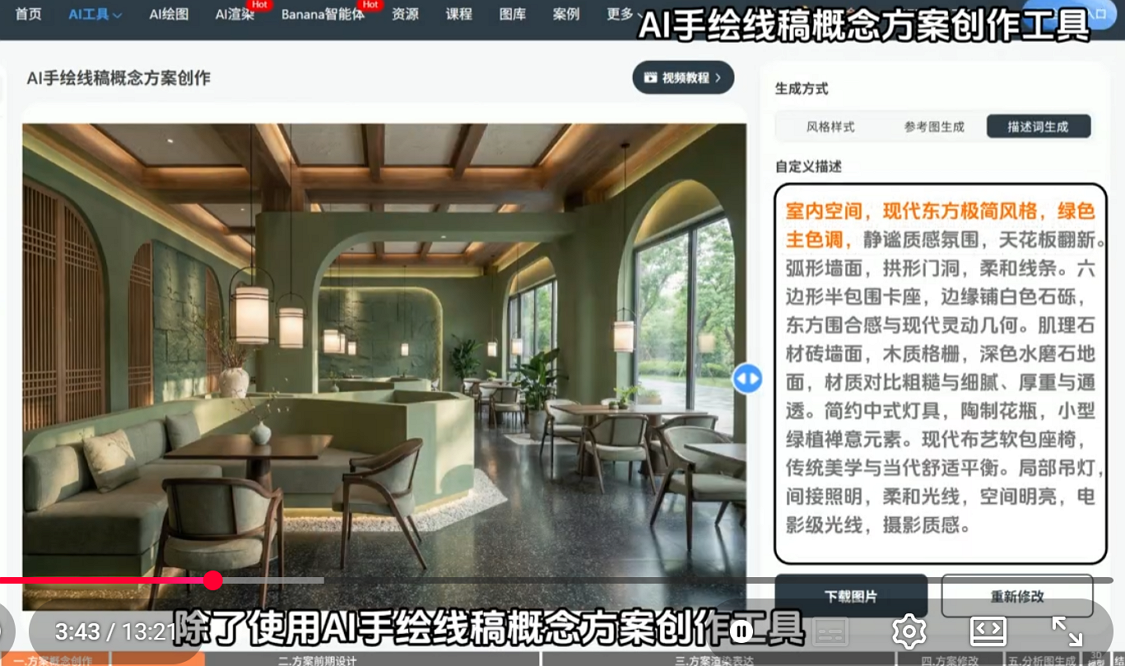 首页 AI工具 AI绘图 AI渲染 Hot Banana智能体 Hot 资源 课程 图库 案例 更多
入口
AI手绘线稿概念方案创作工具
AI手绘线稿概念方案创作
视频教程
生成方式
风格样式 参考图生成 描述词生成
自定义描述
室内空间，现代东方极简风格，绿色
主色调，静谧质感氛围，天花板翻新。
弧形墙面，拱形门洞，柔和线条。六
边形半包围卡座，边缘铺白色石砾，
东方围合感与现代灵动几何。肌理石
材砖墙面，木质格栅，深色水磨石地
面，材质对比粗糙与细腻、厚重与通
透。简约中式灯具，陶制花瓶，小型
绿植禅意元素。现代布艺软包座椅，
传统美学与当代舒适平衡。局部吊灯，
间接照明，柔和光线，空间明亮，电
影级光线，摄影质感。
下载图片 重新修改
3:43 / 13:21
除了使用AI手绘线稿概念方案创作工具
一.方案概念创作 二.方案前期设计 三.方案渲染表达 四.方案修改 五.分析图生成